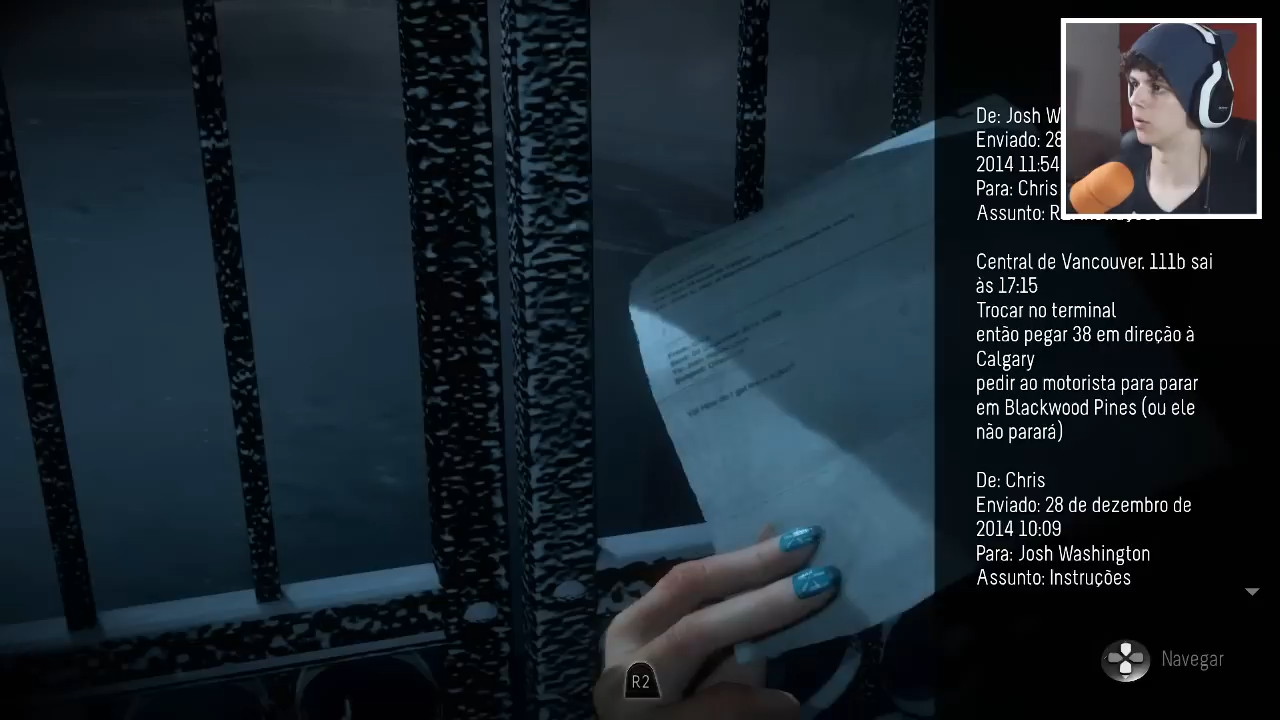 De: Josh W
Enviado: 28
2014 11:54
Para: Chris
Assunto:
Central de Vancouver. 111b sai
às 17:15
Trocar no terminal
então pegar 38 em direção à
Calgary
pedir ao motorista para parar
em Blackwood Pines (ou ele
não parará)
De: Chris
Enviado: 28 de dezembro de
2014 10:09
Para: Josh Washington
Assunto: Instruções
R2
Navegar